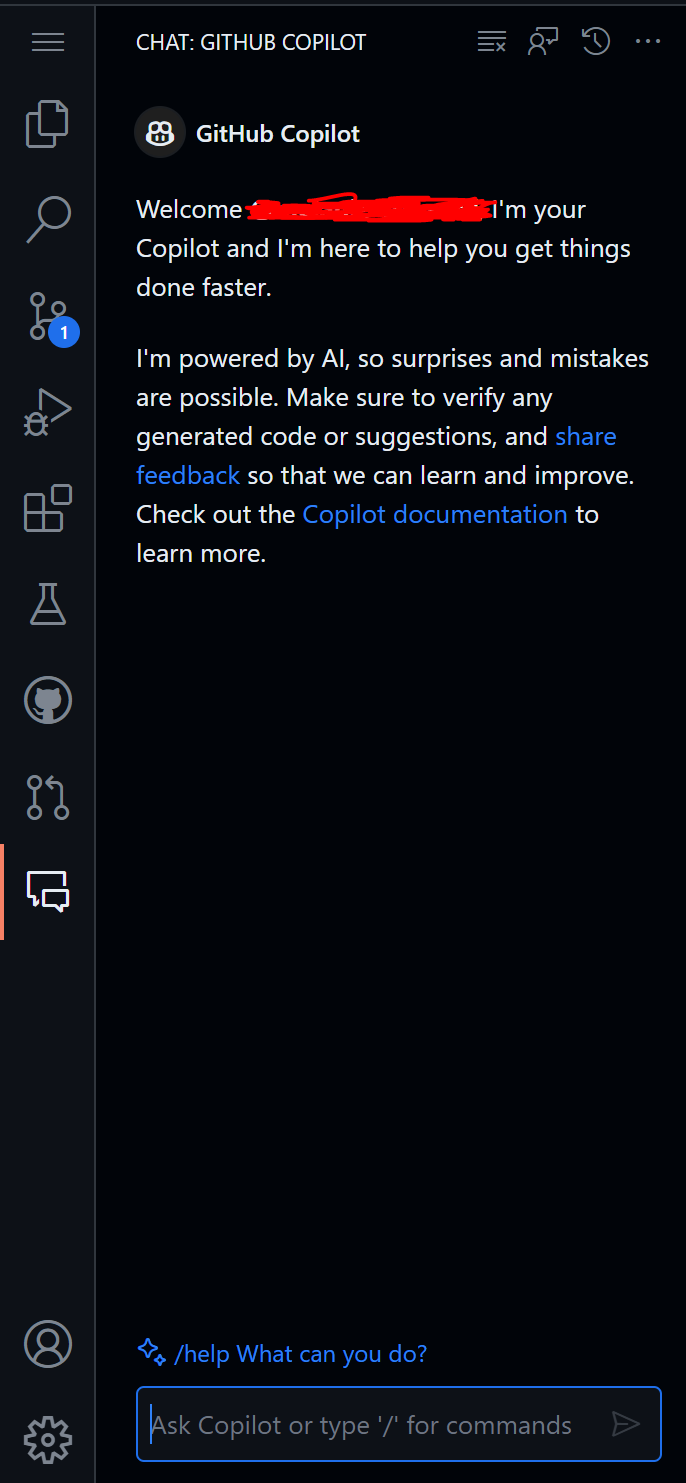 CHAT: GITHUB COPILOT
GitHub Copilot
Welcome I'm your
Copilot and I'm here to help you get things
done faster.
I'm powered by AI, so surprises and mistakes
are possible. Make sure to verify any
generated code or suggestions, and share
feedback so that we can learn and improve.
Check out the Copilot documentation to
learn more.
1
/help What can you do?
Ask Copilot or type '/' for commands